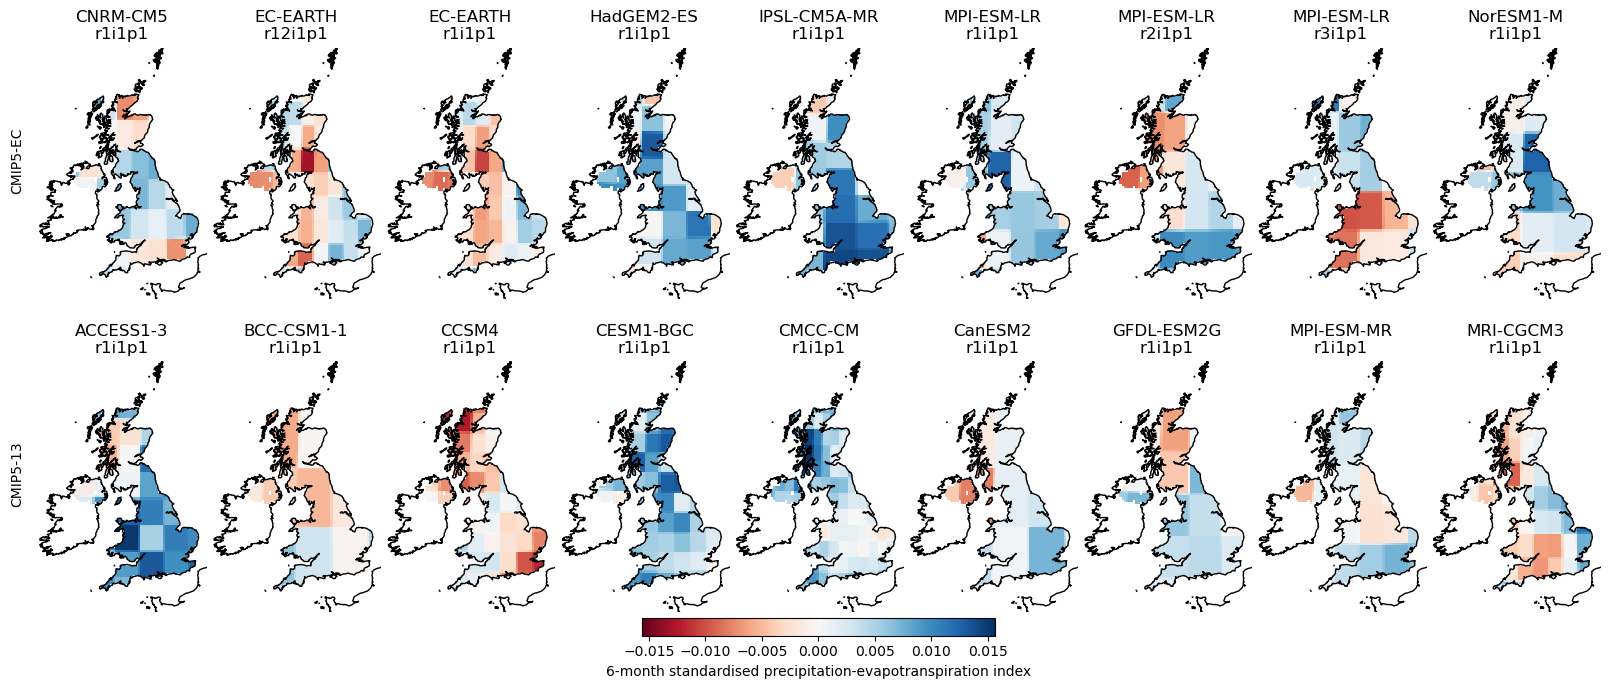 CNRM-CM5 EC-EARTH EC-EARTH HadGEM2-ES IPSL-CM5A-MR MPI-ESM-LR MPI-ESM-LR MPI-ESM-LR NorESM1-M
r1i1p1 r12i1p1 r1i1p1 r1i1p1 r1i1p1 r1i1p1 r2i1p1 r3i1p1 r1i1p1
CMIP5-EC
ACCESS1-3 BCC-CSM1-1 CCSM4 CESM1-BGC CMCC-CM CanESM2 GFDL-ESM2G MPI-ESM-MR MRI-CGCM3
r1i1p1 r1i1p1 r1i1p1 r1i1p1 r1i1p1 r1i1p1 r1i1p1 r1i1p1 r1i1p1
CMIP5-13
−0.015 −0.010 −0.005 0.000 0.005 0.010 0.015
6-month standardised precipitation-evapotranspiration index